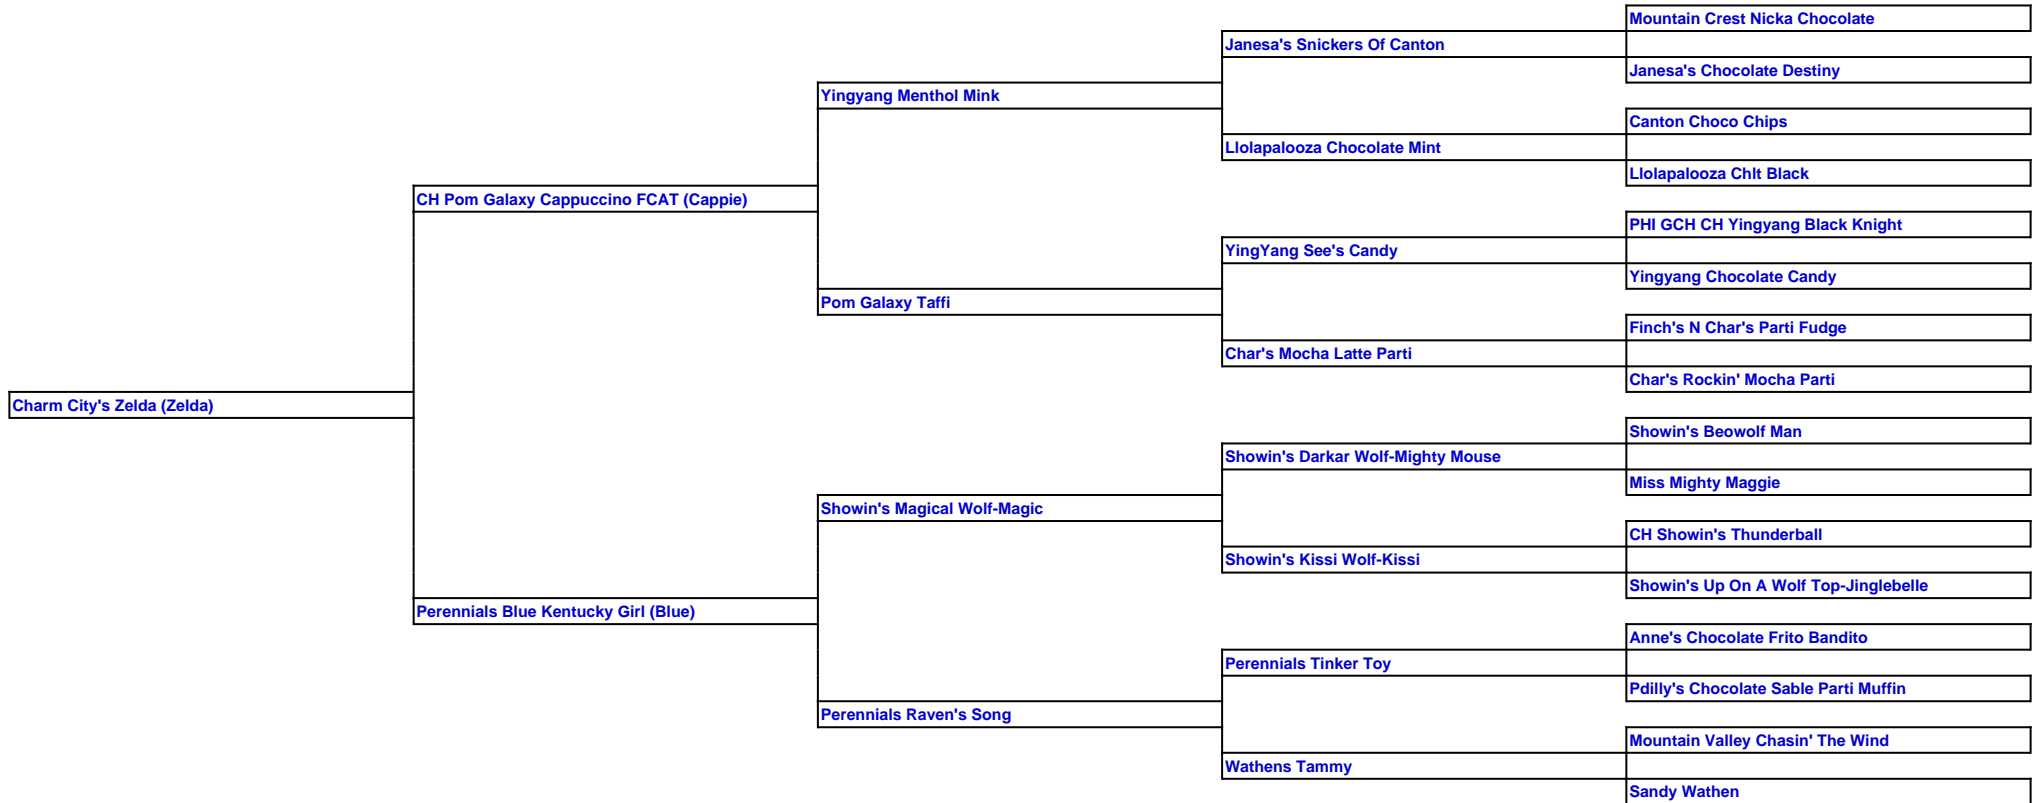 Mountain Crest Nicka Chocolate
Janesa's Snickers Of Canton
Janesa's Chocolate Destiny
Yingyang Menthol Mink
Canton Choco Chips
Llolapalooza Chocolate Mint
Llolapalooza Chlt Black
CH Pom Galaxy Cappuccino FCAT (Cappie)
PHI GCH CH Yingyang Black Knight
YingYang See's Candy
Yingyang Chocolate Candy
Pom Galaxy Taffi
Finch's N Char's Parti Fudge
Char's Mocha Latte Parti
Char's Rockin' Mocha Parti
Charm City's Zelda (Zelda)
Showin's Beowolf Man
Showin's Darkar Wolf-Mighty Mouse
Miss Mighty Maggie
Showin's Magical Wolf-Magic
CH Showin's Thunderball
Showin's Kissi Wolf-Kissi
Showin's Up On A Wolf Top-Jinglebelle
Perennials Blue Kentucky Girl (Blue)
Anne's Chocolate Frito Bandito
Perennials Tinker Toy
Pdilly's Chocolate Sable Parti Muffin
Perennials Raven's Song
Mountain Valley Chasin' The Wind
Wathens Tammy
Sandy Wathen